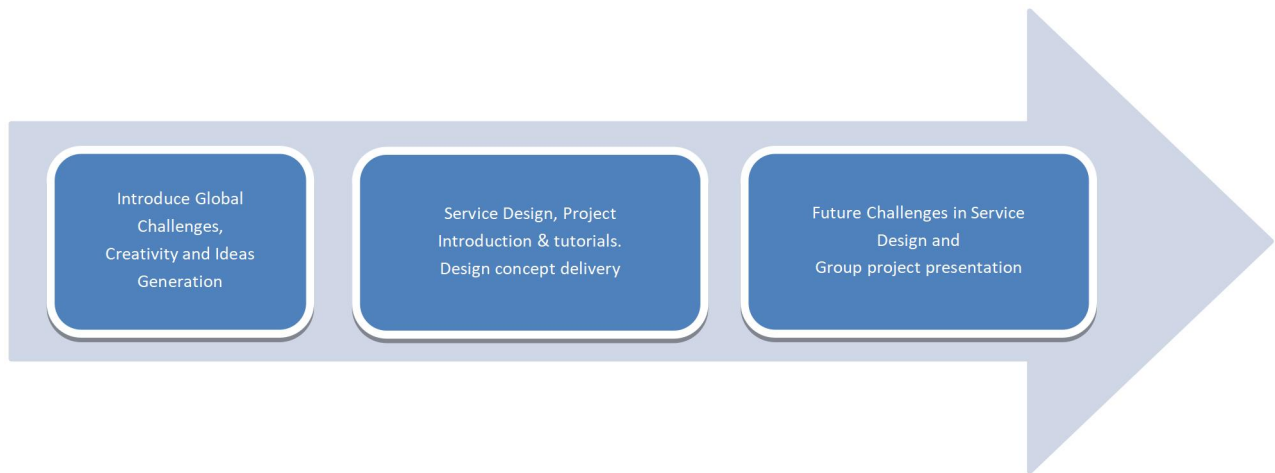 Introduce Global
Challenges,
Creativity and Ideas
Generation
Service Design, Project
Introduction & tutorials.
Design concept delivery
Future Challenges in Service
Design and
Group project presentation